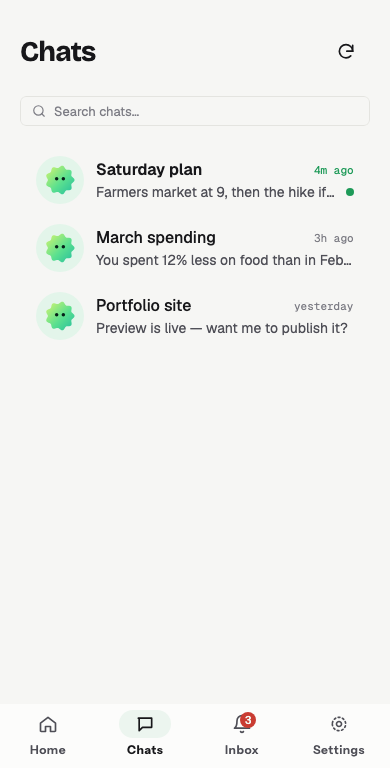 Chats
Search chats…
Saturday plan 4m ago
Farmers market at 9, then the hike if…
March spending 3h ago
You spent 12% less on food than in Feb…
Portfolio site yesterday
Preview is live — want me to publish it?
3
Home Chats Inbox Settings